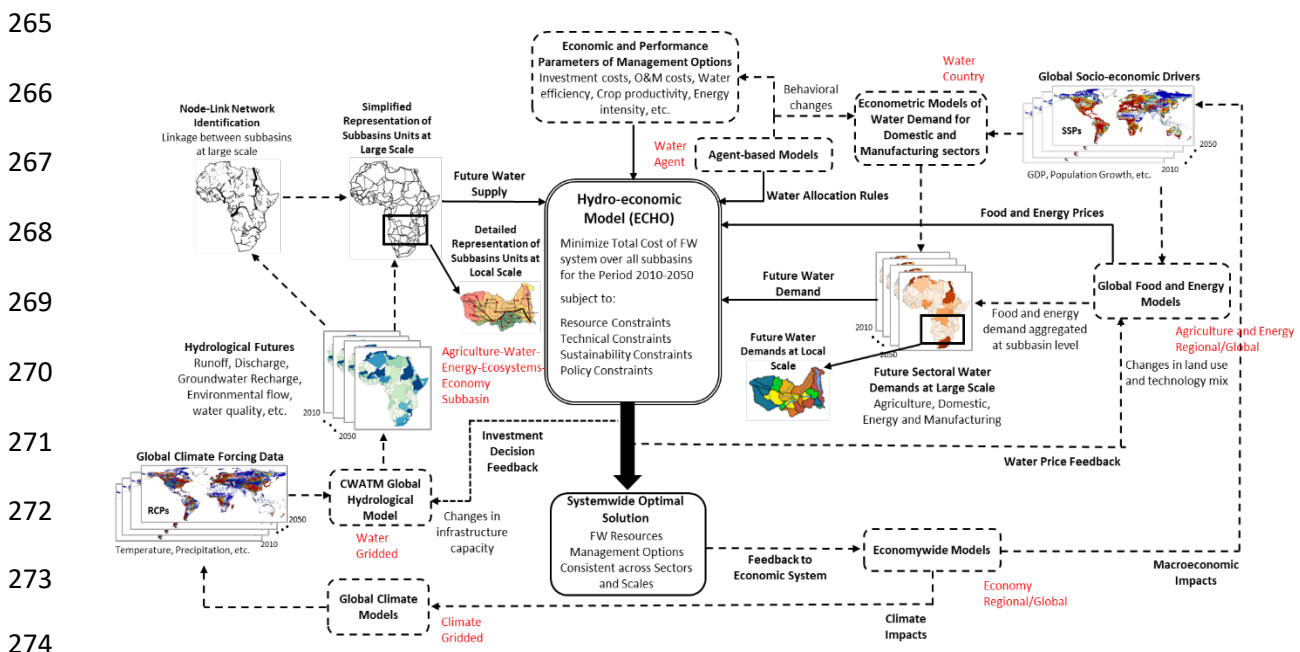 265
266
267
268
269
270
271
272
273
274
Economic and Performance
Parameters of Management Options
Investment costs, O&M costs, Water
efficiency, Crop productivity, Energy
intensity, etc.
Behavioral
changes
Water
Country
Econometric Models of
Water Demand for
Domestic and
Manufacturing sectors
Global Socio-economic Drivers
SSPs
2050
2010
GDP, Population Growth, etc.
Node-Link Network
Identification
Linkage between subbasins
at large scale
Simplified
Representation of
Subbasins Units at
Large Scale
Future Water
Supply
Water
Agent
Agent-based Models
Water Allocation Rules
Hydro-economic
Model (ECHO)
Minimize Total Cost of FW
system over all subbasins
for the Period 2010-2050
subject to:
Resource Constraints
Technical Constraints
Sustainability Constraints
Policy Constraints
Food and Energy Prices
Detailed
Representation of
Subbasins Units at
Local Scale
Future Water
Demand
2010
2050
Food and energy
demand aggregated
at subbasin level
Global Food and Energy
Models
Agriculture and Energy
Regional/Global
Changes in land use
and technology mix
Hydrological Futures
Runoff, Discharge,
Groundwater Recharge,
Environmental flow,
water quality, etc.
2010
2050
Agriculture-Water-
Energy-Ecosystems-
Economy
Subbasin
Future Water
Demands at Local
Scale
Future Sectoral Water
Demands at Large Scale
Agriculture, Domestic,
Energy and Manufacturing
Investment
Decision
Feedback
Water Price Feedback
Global Climate Forcing Data
RCPs
2050
2010
Temperature, Precipitation, etc.
CWATM Global
Hydrological
Model
Water
Gridded
Changes in
infrastructure
capacity
Systemwide Optimal
Solution
FW Resources
Management Options
Consistent across Sectors
and Scales
Feedback to
Economic System
Economywide Models
Economy
Regional/Global
Macroeconomic
Impacts
Global Climate
Models
Climate
Gridded
Climate
Impacts